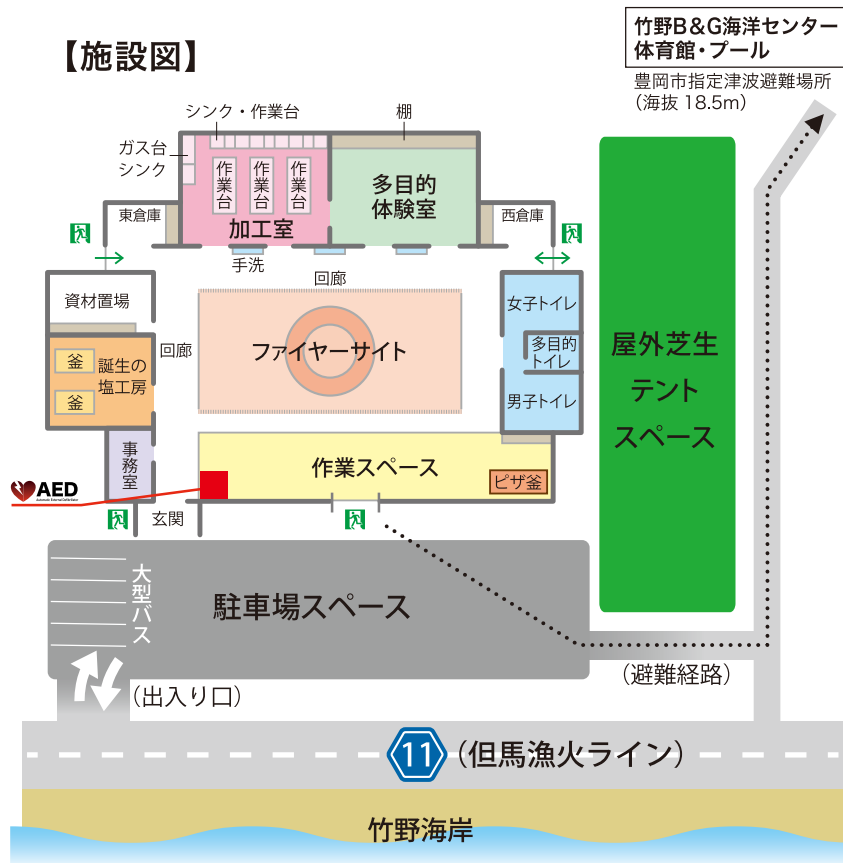 【施設図】
竹野B&G海洋センター
体育館・プール
豊岡市指定津波避難場所
（海抜 18.5m）
シンク・作業台
棚
ガス台
シンク
作業台
作業台
作業台
加工室
多目的
体験室
東倉庫
西倉庫
手洗
回廊
資材置場
女子トイレ
回廊
ファイヤーサイト
多目的
トイレ
釜
釜
誕生の
塩工房
男子トイレ
屋外芝生
テント
スペース
事務室
作業スペース
ピザ釜
AED
玄関
大型バス
駐車場スペース
（避難経路）
（出入り口）
11
（但馬漁火ライン）
竹野海岸